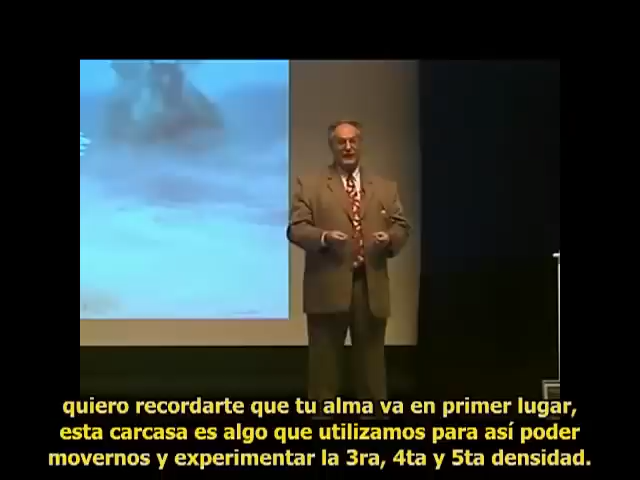 quiero recordarte que tu alma va en primer lugar,
esta carcasa es algo que utilizamos para así poder
movernos y experimentar la 3ra, 4ta y 5ta densidad.